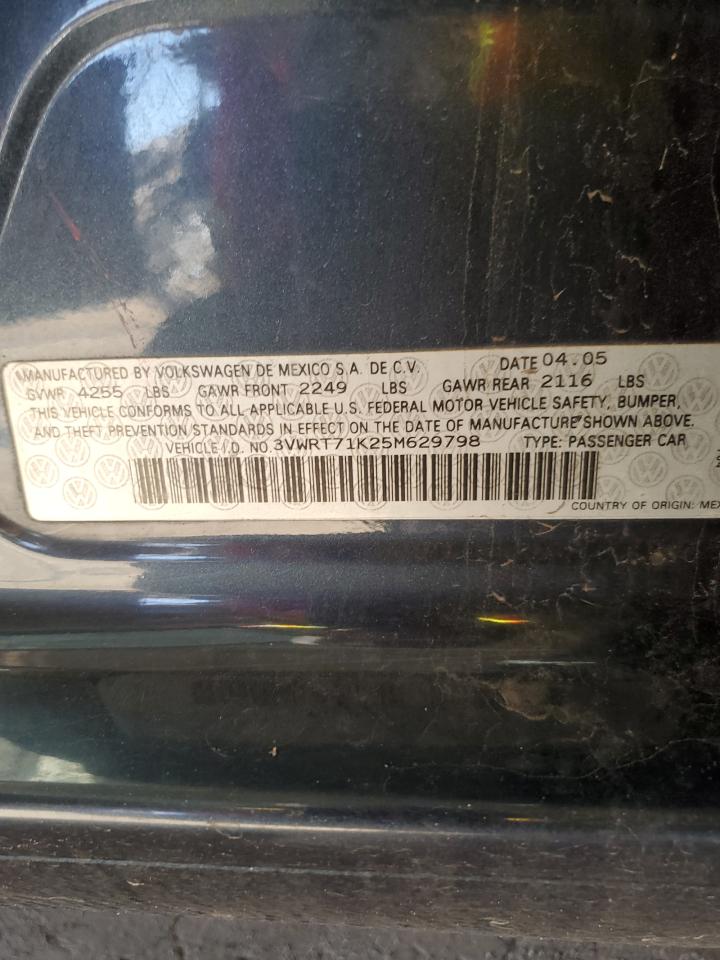 MANUFACTURED BY VOLKSWAGEN DE MEXICO S.A. DE C.V. DATE 04.05
GVWR 4255 LBS GAWR FRONT 2249 LBS GAWR REAR 2116 LBS
THIS VEHICLE CONFORMS TO ALL APPLICABLE U.S. FEDERAL MOTOR VEHICLE SAFETY, BUMPER,
AND THEFT PREVENTION STANDARDS IN EFFECT ON THE DATE OF MANUFACTURE SHOWN ABOVE.
VEHICLE I.D. NO. 3VWRT71K25M629798 TYPE: PASSENGER CAR
COUNTRY OF ORIGIN: MEX